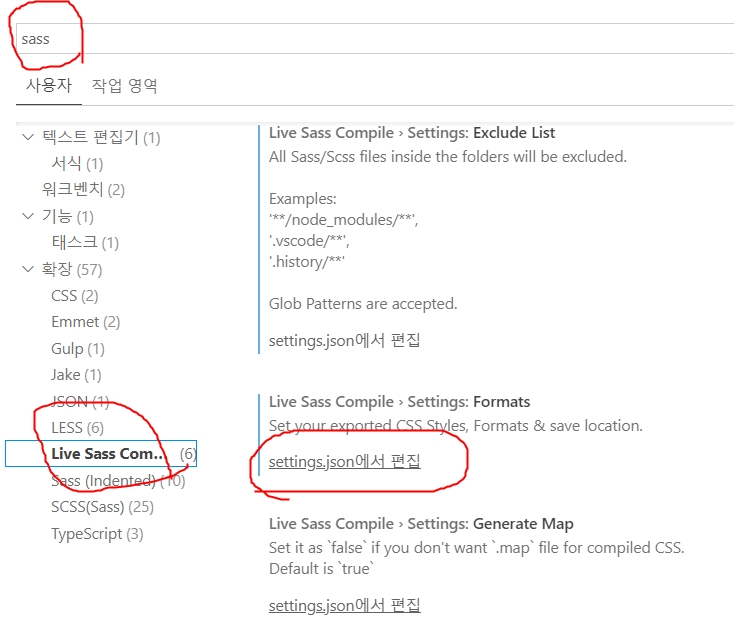 sass
사용자
작업 영역
텍스트 편집기 (1)
서식 (1)
워크벤치 (2)
기능 (1)
태스크 (1)
확장 (57)
CSS (2)
Emmet (2)
Gulp (1)
Jake (1)
JSON (1)
LESS (6)
Live Sass Com... (6)
Sass (Indented) (10)
SCSS(Sass) (25)
TypeScript (3)
Live Sass Compile › Settings: Exclude List
All Sass/Scss files inside the folders will be excluded.
Examples:
'**/node_modules/**',
'.vscode/**',
'.history/**'
Glob Patterns are accepted.
settings.json에서 편집
Live Sass Compile › Settings: Formats
Set your exported CSS Styles, Formats & save location.
settings.json에서 편집
Live Sass Compile › Settings: Generate Map
Set it as `false` if you don't want `.map` file for compiled CSS.
Default is `true`
settings.json에서 편집